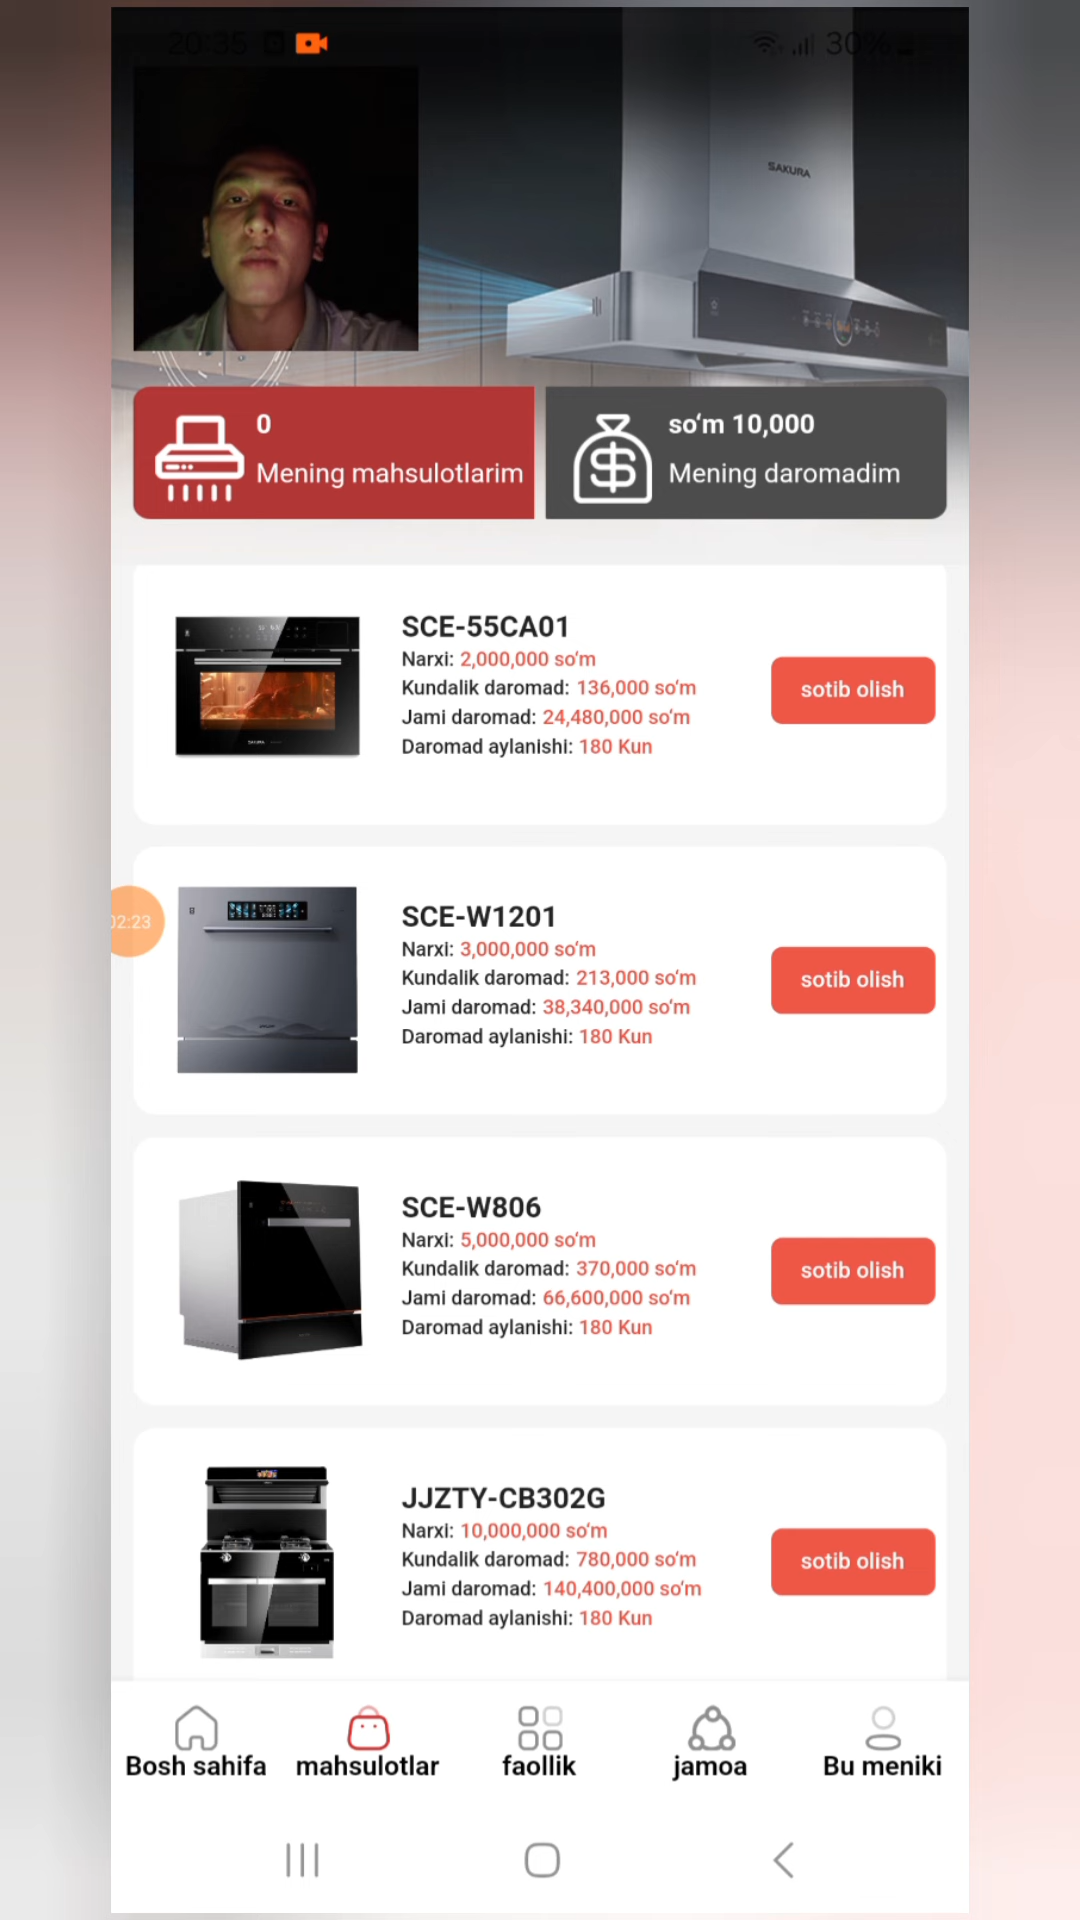 20:35
30%
SAKURA
0
Mening mahsulotlarim
so‘m 10,000
Mening daromadim
SCE-55CA01
Narxi: 2,000,000 so‘m
Kundalik daromad: 136,000 so‘m
Jami daromad: 24,480,000 so‘m
Daromad aylanishi: 180 Kun
sotib olish
02:23
SCE-W1201
Narxi: 3,000,000 so‘m
Kundalik daromad: 213,000 so‘m
Jami daromad: 38,340,000 so‘m
Daromad aylanishi: 180 Kun
sotib olish
SCE-W806
Narxi: 5,000,000 so‘m
Kundalik daromad: 370,000 so‘m
Jami daromad: 66,600,000 so‘m
Daromad aylanishi: 180 Kun
sotib olish
JJZTY-CB302G
Narxi: 10,000,000 so‘m
Kundalik daromad: 780,000 so‘m
Jami daromad: 140,400,000 so‘m
Daromad aylanishi: 180 Kun
sotib olish
Bosh sahifa
mahsulotlar
faollik
jamoa
Bu meniki